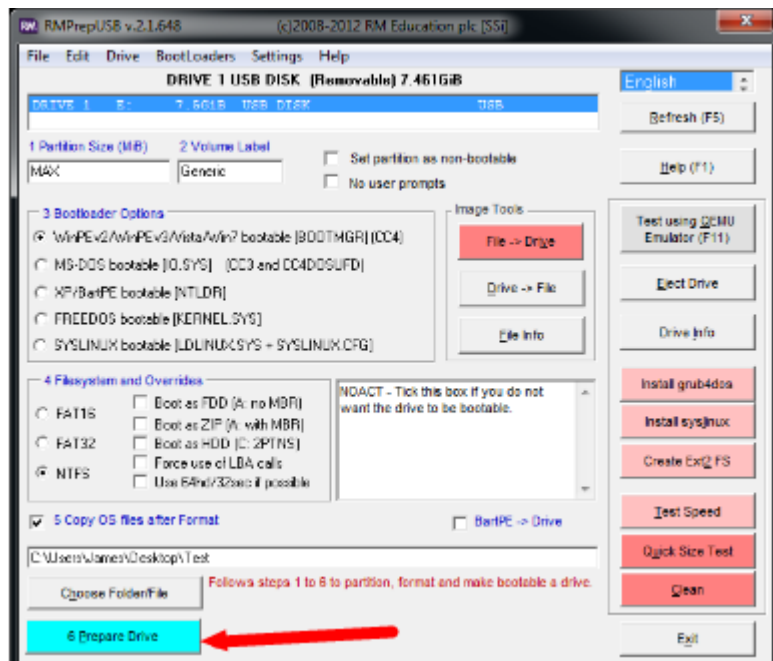 RMPrepUSB v.2.1.648 (c)2008-2012 RM Education plc [SSi]
File Edit Drive BootLoaders Settings Help
DRIVE 1 USB DISK (Removable) 7.461GiB
English
DRIVE 1 E: 7.5GiB USB DISK USB
Refresh (F5)
1 Partition Size (MiB) 2 Volume Label
MAX Generic
Set partition as non-bootable
No user prompts
Help (F1)
3 Bootloader Options
WinPEv2/WinPEv3/Vista/Win7 bootable [BOOTMGR] (CC4)
MS-DOS bootable [IO.SYS] (CC3 and CC4DOSUFD)
XP/BartPE bootable [NTLDR]
FREEDOS bootable [KERNEL.SYS]
SYSLINUX bootable [LDLINUX.SYS + SYSLINUX.CFG]
Image Tools
File -> Drive
Drive -> File
File Info
Test using QEMU
Emulator (F11)
Eject Drive
Drive Info
4 Filesystem and Overrides
FAT16
FAT32
NTFS
Boot as FDD [A: no MBR]
Boot as ZIP [A: with MBR]
Boot as HDD [C: 2PTNS]
Force use of LBA calls
Use 64hd/32sec if possible
NOACT - Tick this box if you do not
want the drive to be bootable.
Install grub4dos
Install syslinux
Create Ext2 FS
Test Speed
Quick Size Test
Clean
5 Copy OS files after Format
BartPE -> Drive
C:\Users\James\Desktop\Test
Choose Folder/File
Follows steps 1 to 6 to partition, format and make bootable a drive.
6 Prepare Drive
Exit